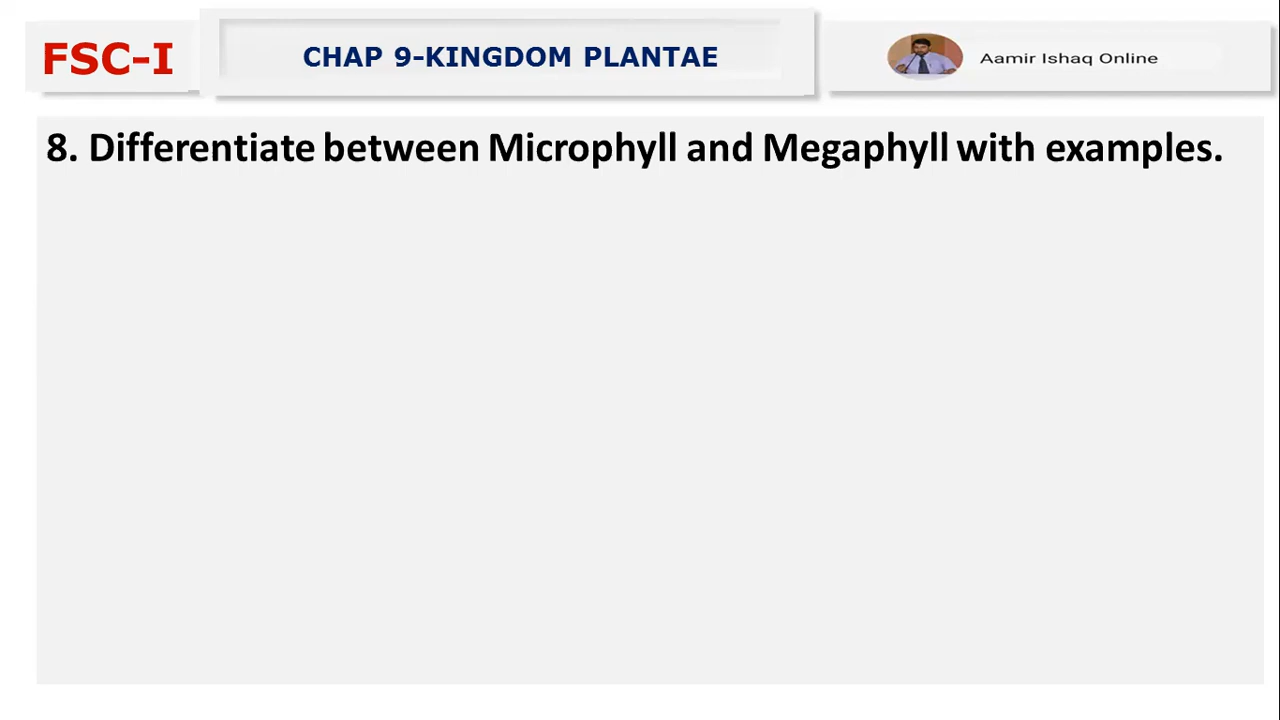 FSC-I
CHAP 9-KINGDOM PLANTAE
Aamir Ishaq Online
8. Differentiate between Microphyll and Megaphyll with examples.